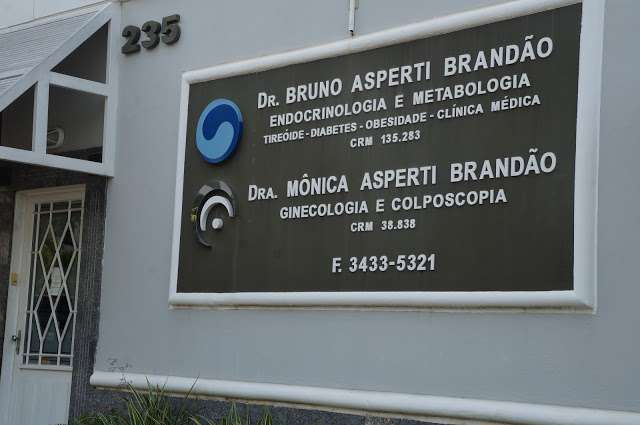 235
DR. BRUNO ASPERTI BRANDÃO
ENDOCRINOLOGIA E METABOLOGIA
TIREÓIDE - DIABETES - OBESIDADE - CLÍNICA MÉDICA
CRM 135.283
DRA. MÔNICA ASPERTI BRANDÃO
GINECOLOGIA E COLPOSCOPIA
CRM 38.838
F. 3433-5321